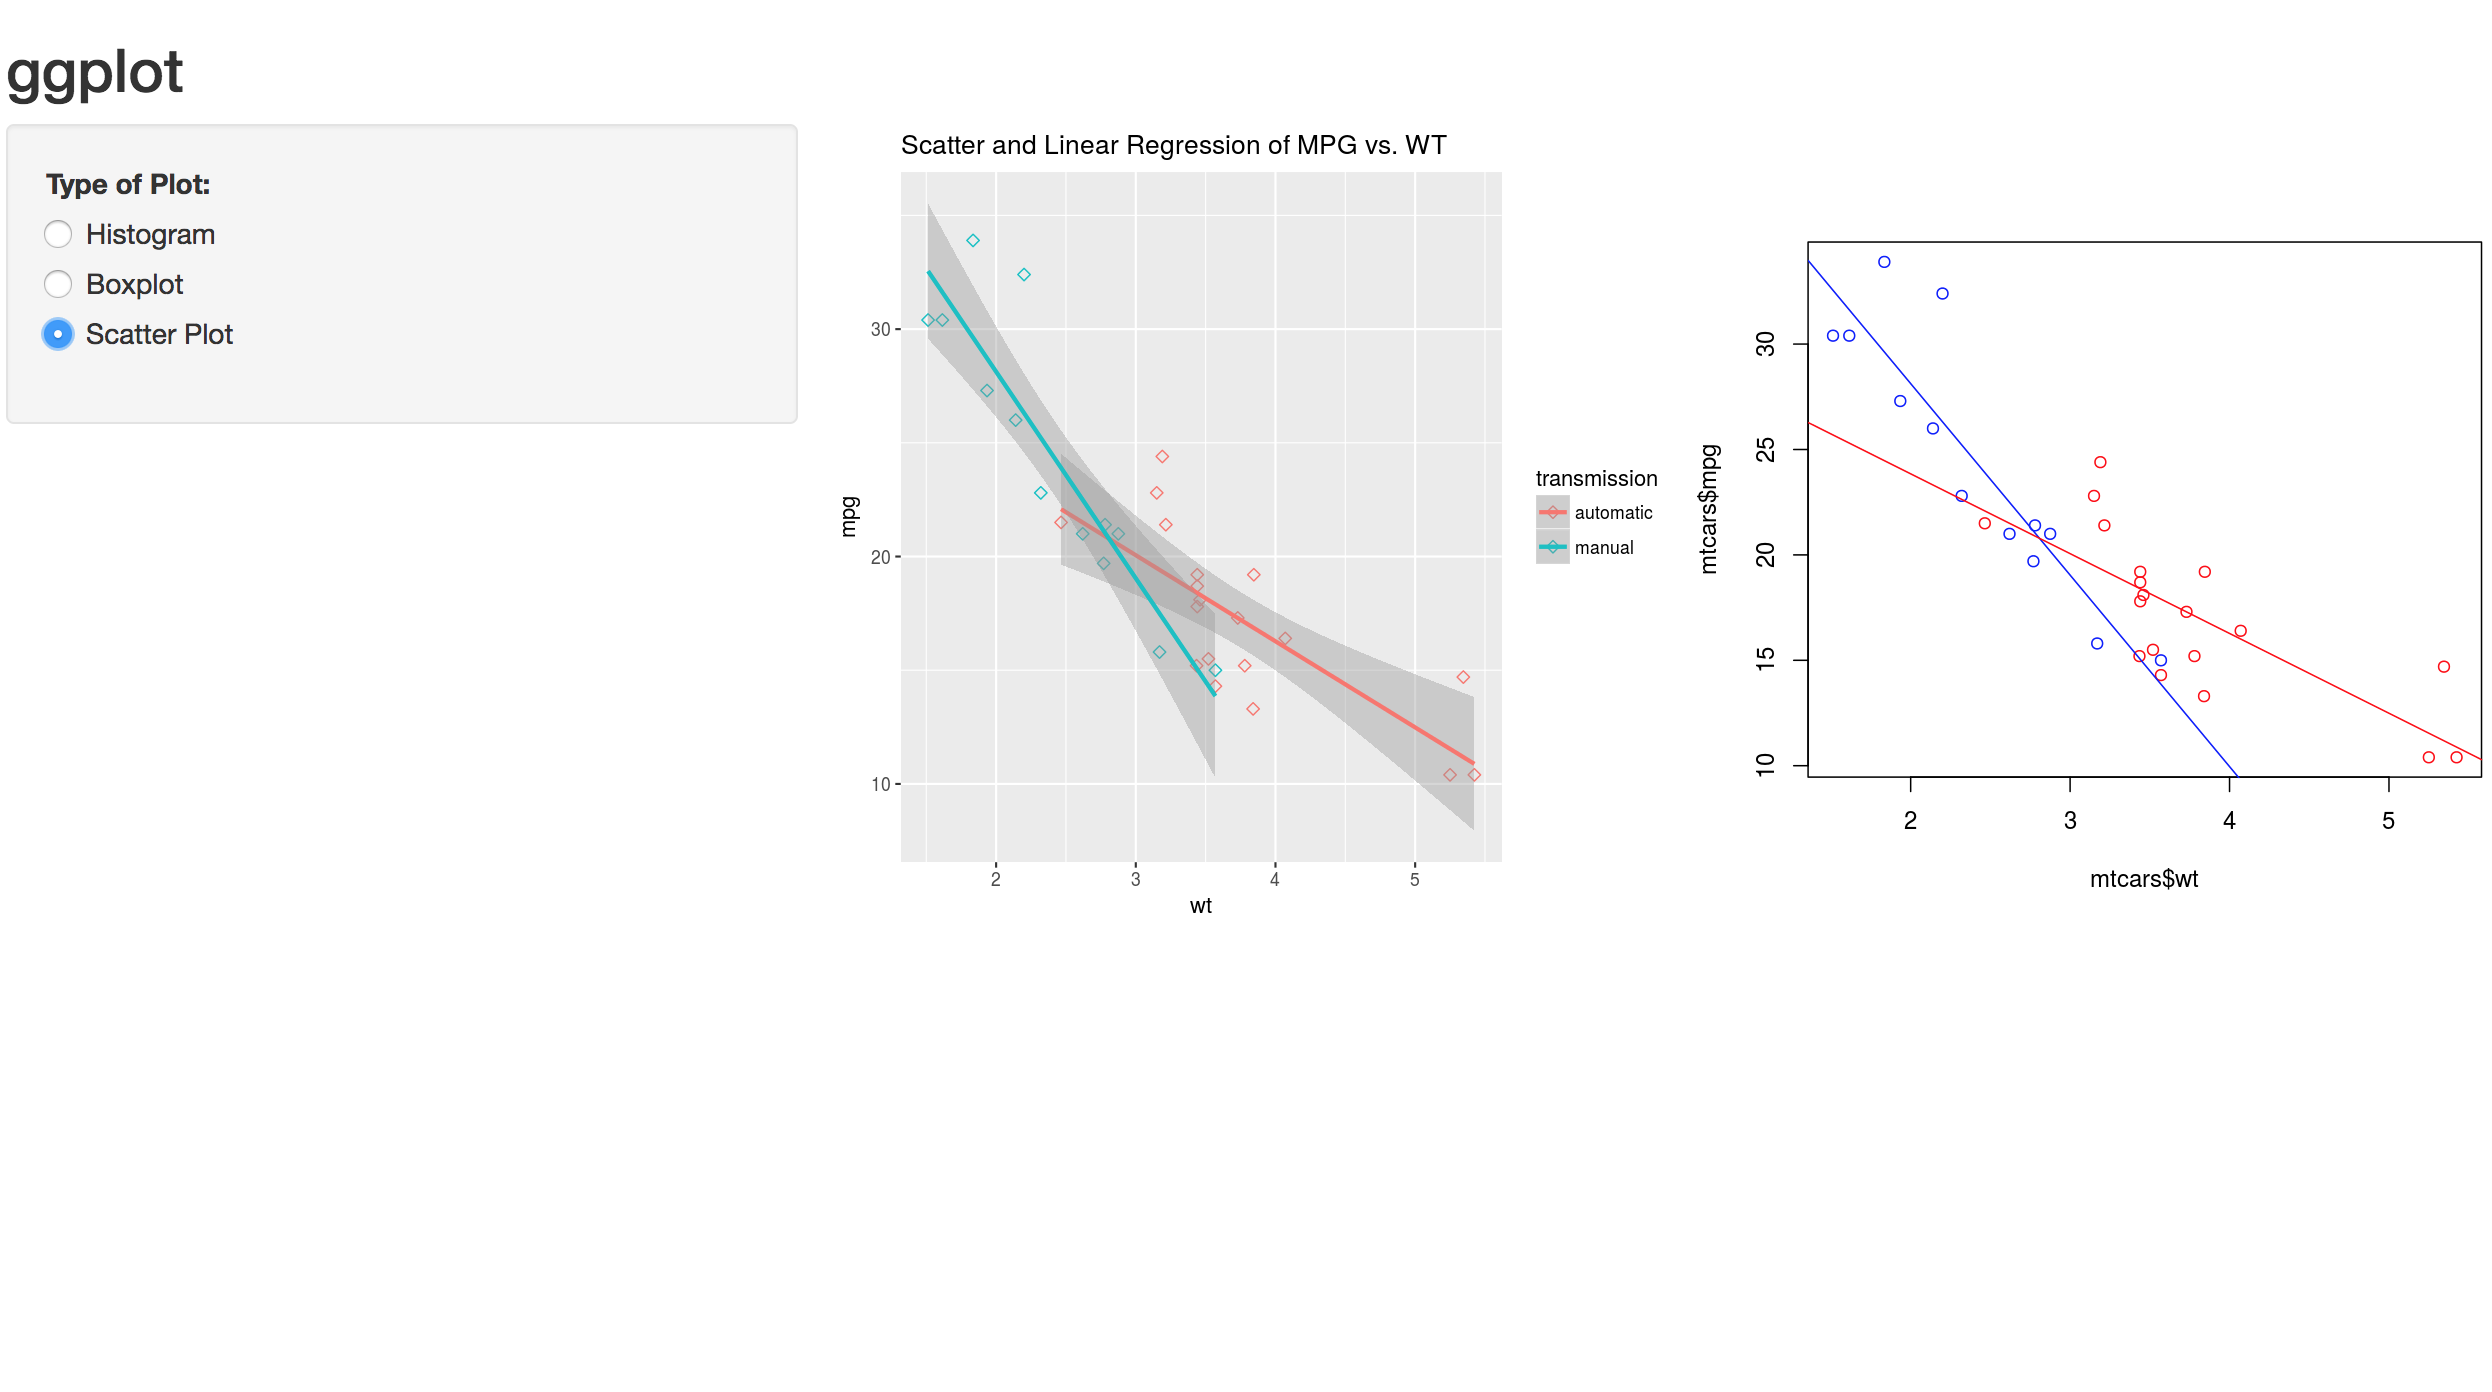 ggplot
Type of Plot:
Histogram
Boxplot
Scatter Plot
Scatter and Linear Regression of MPG vs. WT
mpg
30
20
10
2 3 4 5
wt
transmission
automatic
manual
mtcars$mpg
30
25
20
15
10
2 3 4 5
mtcars$wt